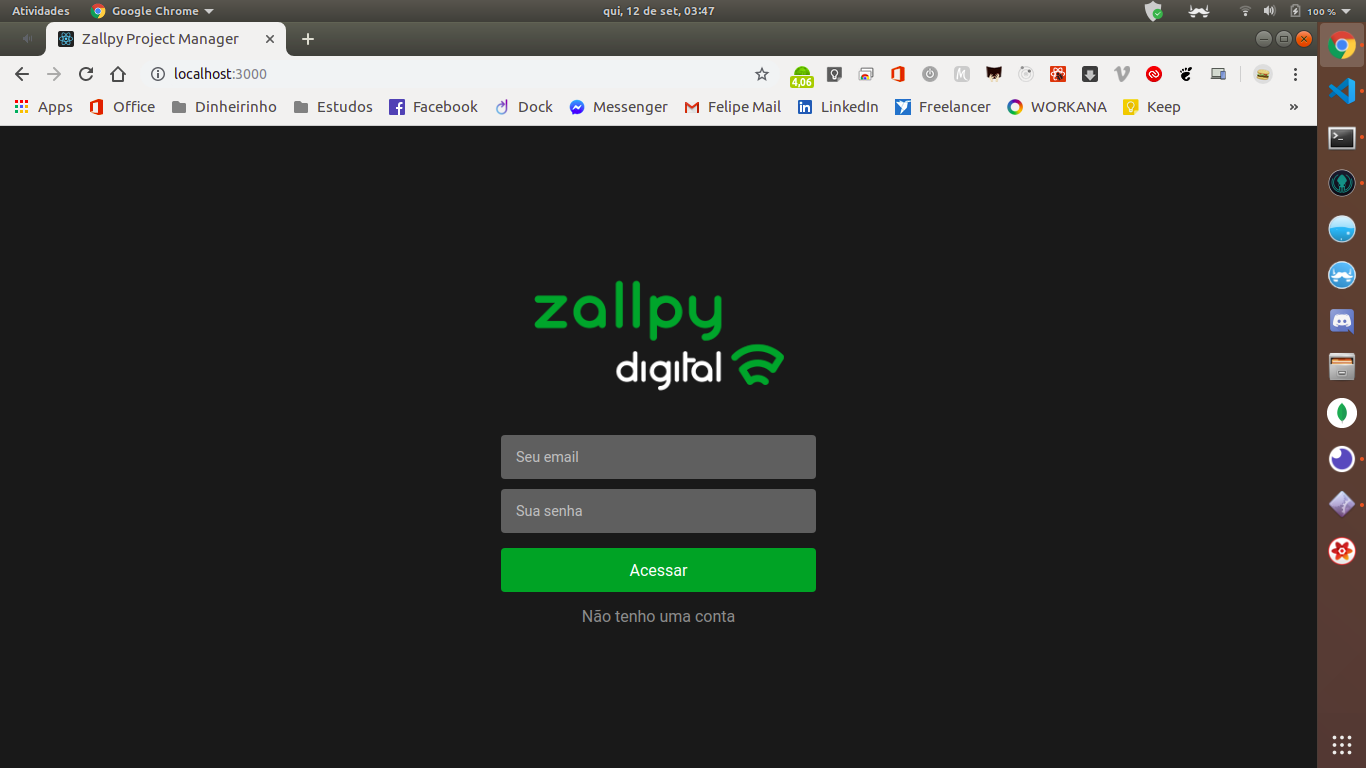 Atividades Google Chrome qui, 12 de set, 03:47 100 %
Zallpy Project Manager
localhost:3000 4,06
Apps Office Dinheirinho Estudos Facebook Dock Messenger Felipe Mail LinkedIn Freelancer WORKANA Keep »
zallpy
digital
Seu email
Sua senha
Acessar
Não tenho uma conta